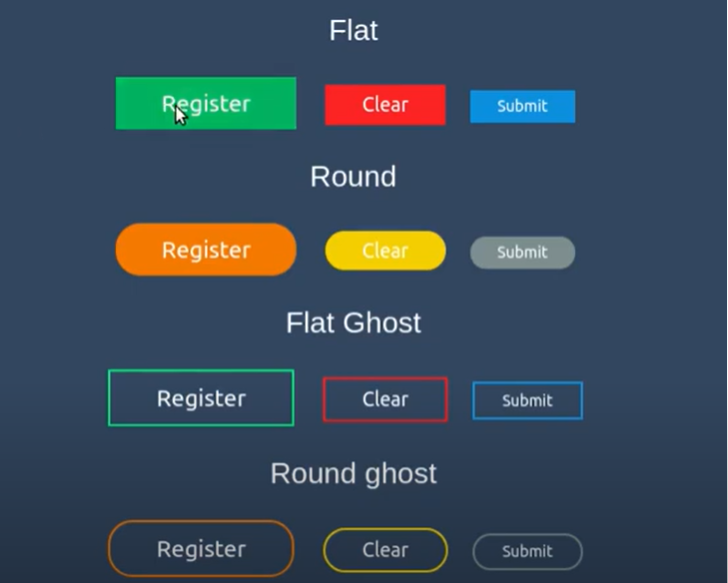 Flat
Register Clear Submit
Round
Register Clear Submit
Flat Ghost
Register Clear Submit
Round ghost
Register Clear Submit